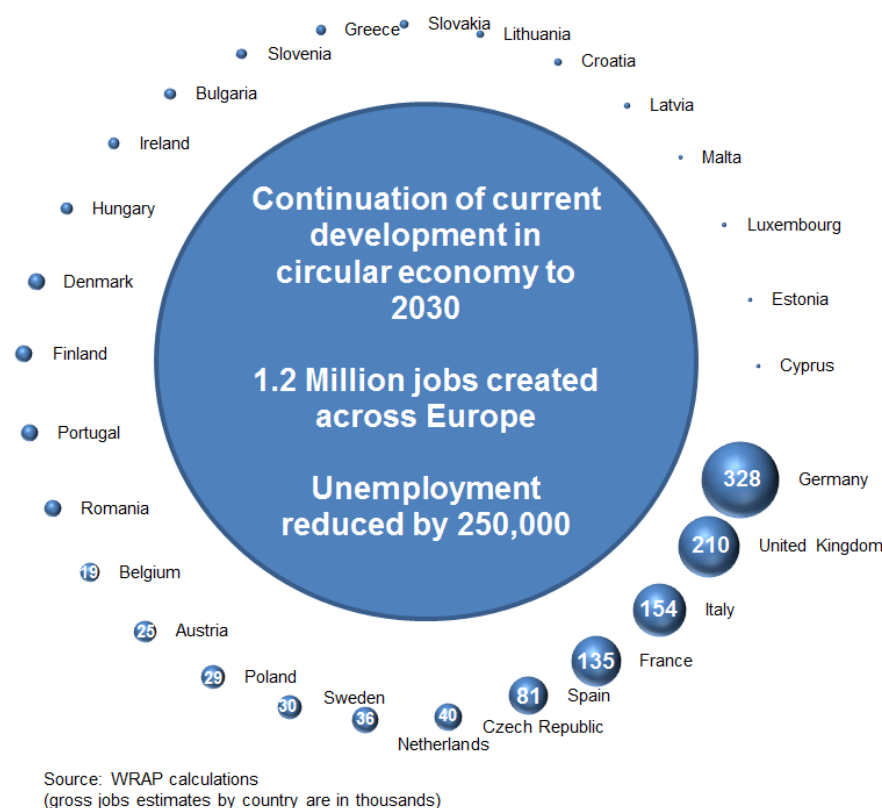 Greece
Slovakia
Lithuania
Slovenia
Croatia
Bulgaria
Latvia
Ireland
Malta
Hungary
Luxembourg
Denmark
Estonia
Finland
Cyprus
Portugal
Romania
Continuation of current
development in
circular economy to
2030
1.2 Million jobs created
across Europe
Unemployment
reduced by 250,000
328 Germany
210 United Kingdom
154 Italy
135 France
81 Spain
40 Czech Republic
36 Netherlands
30 Sweden
29 Poland
25 Austria
19 Belgium
Source: WRAP calculations
(gross jobs estimates by country are in thousands)